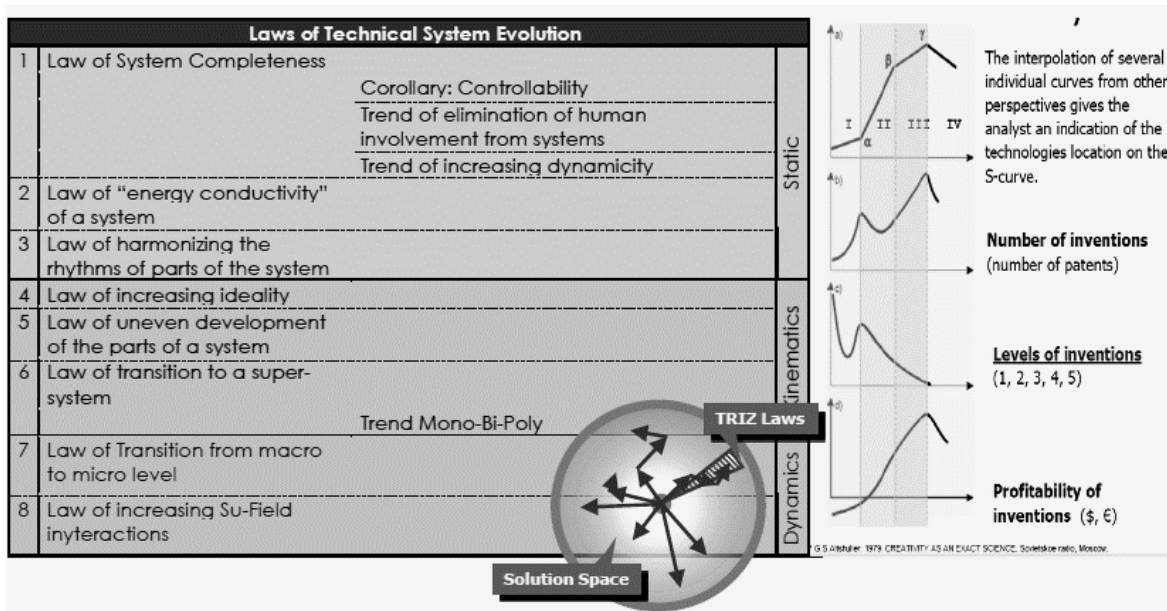 Laws of Technical System Evolution
1 Law of System Completeness
Corollary: Controllability
Trend of elimination of human
involvement from systems
Trend of increasing dynamicity
2 Law of “energy conductivity”
of a system
3 Law of harmonizing the
rhythms of parts of the system
Static
4 Law of increasing ideality
5 Law of uneven development
of the parts of a system
6 Law of transition to a super-
system
Trend Mono-Bi-Poly
Kinematics
7 Law of Transition from macro
to micro level
8 Law of increasing Su-Field
inyteractions
Dynamics
TRIZ Laws
Solution Space
a)
α
β
γ
I II III IV
b)
c)
d)
The interpolation of several
individual curves from other
perspectives gives the
analyst an indication of the
technologies location on the
S-curve.
Number of inventions
(number of patents)
Levels of inventions
(1, 2, 3, 4, 5)
Profitability of
inventions ($, €)
G.S.Altshuller. 1979. CREATIVITY AS AN EXACT SCIENCE, Sovietskoe radio, Moscow.